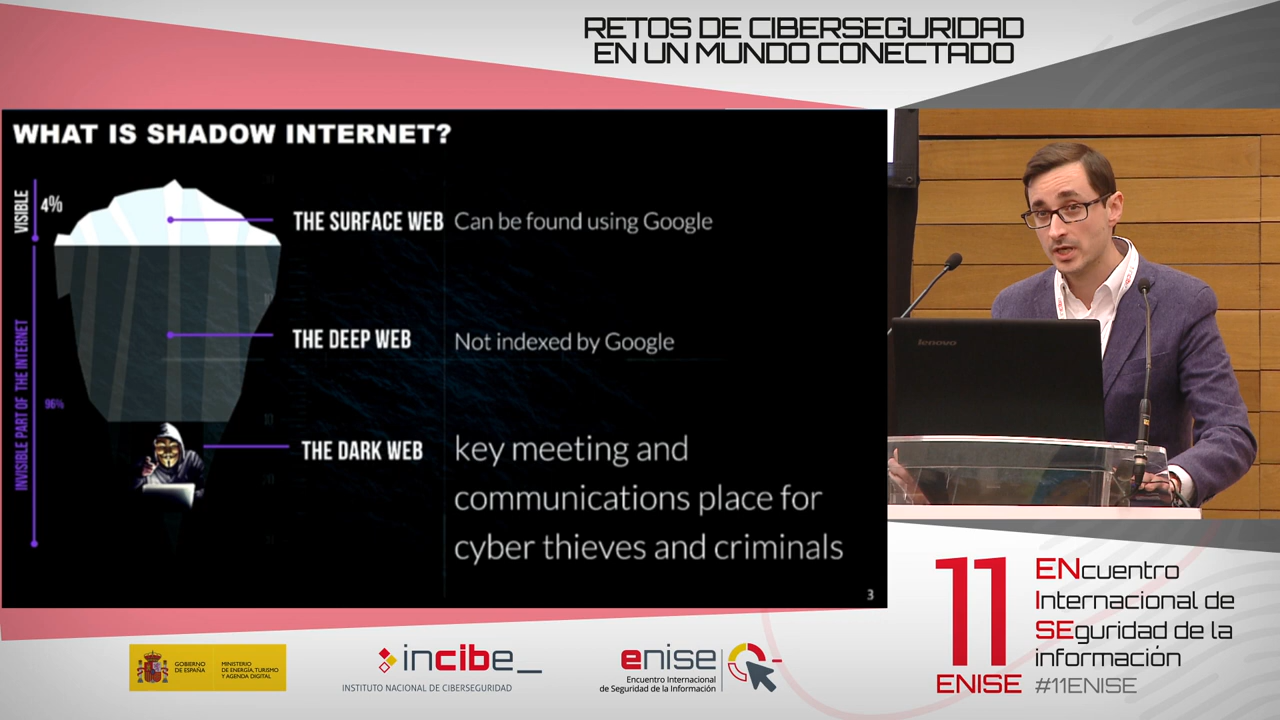 RETOS DE CIBERSEGURIDAD
EN UN MUNDO CONECTADO
WHAT IS SHADOW INTERNET?
VISIBLE
4%
THE SURFACE WEB
Can be found using Google
INVISIBLE PART OF THE INTERNET
96%
THE DEEP WEB
Not indexed by Google
THE DARK WEB
key meeting and
communications place for
cyber thieves and criminals
3
lenovo
GOBIERNO
DE ESPAÑA
MINISTERIO
DE ENERGÍA, TURISMO
Y AGENDA DIGITAL
incibe_
INSTITUTO NACIONAL DE CIBERSEGURIDAD
enise
Encuentro Internacional
de Seguridad de la Información
11
ENISE
ENcuentro
Internacional de
SEguridad de la
información
#11ENISE